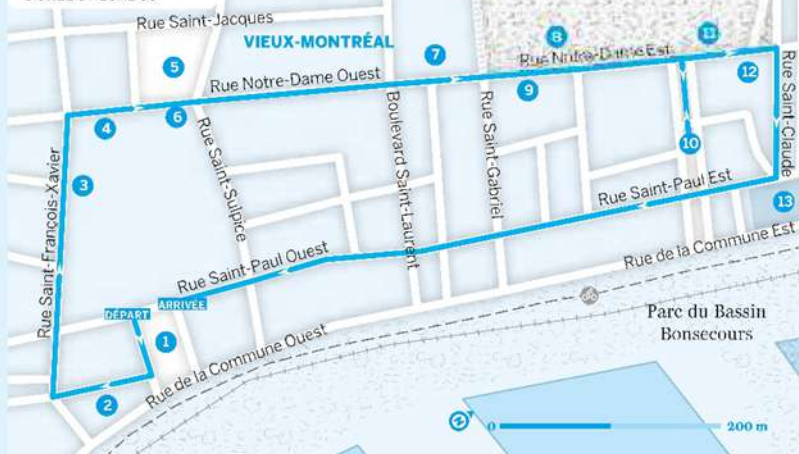 Rue Saint-Jacques
VIEUX-MONTRÉAL
7
8
11
5
Rue Notre-Dame Ouest
Rue Notre-Dame Est
12
9
4
6
10
3
Rue Saint-François-Xavier
Rue Saint-Sulpice
Boulevard Saint-Laurent
Rue Saint-Gabriel
Rue Saint-Claude
Rue Saint-Paul Est
13
Rue Saint-Paul Ouest
Rue de la Commune Est
ARRIVÉE
DÉPART
1
2
Rue de la Commune Ouest
Parc du Bassin
Bonsecours
0
200 m